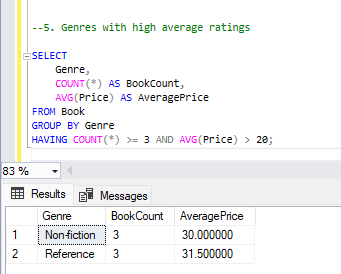 --5. Genres with high average ratings
SELECT
Genre,
COUNT(*) AS BookCount,
AVG(Price) AS AveragePrice
FROM Book
GROUP BY Genre
HAVING COUNT(*) >= 3 AND AVG(Price) > 20;
83 %
Results Messages
Genre BookCount AveragePrice
1 Non-fiction 3 30.000000
2 Reference 3 31.500000